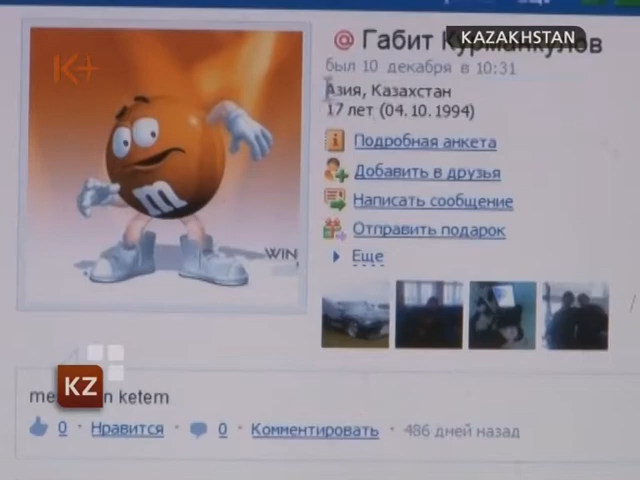 KAZAKHSTAN
K+
@ Габит Курманкулов
был 10 декабря в 10:31
Азия, Казахстан
17 лет (04.10.1994)
Подробная анкета
Добавить в друзья
Написать сообщение
Отправить подарок
Еще
m
WIN
KZ
ketem
0 · Нравится · 0 · Комментировать · 486 дней назад